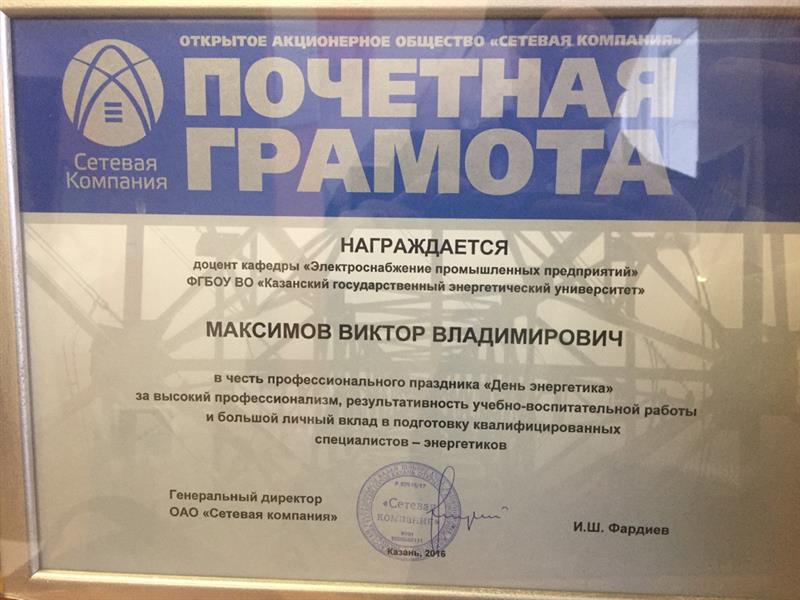 ОТКРЫТОЕ АКЦИОНЕРНОЕ ОБЩЕСТВО «СЕТЕВАЯ КОМПАНИЯ»
ПОЧЕТНАЯ
ГРАМОТА
Сетевая
Компания
НАГРАЖДАЕТСЯ
доцент кафедры «Электроснабжение промышленных предприятий»
ФГБОУ ВО «Казанский государственный энергетический университет»
МАКСИМОВ ВИКТОР ВЛАДИМИРОВИЧ
в честь профессионального праздника «День энергетика»
за высокий профессионализм, результативность учебно-воспитательной работы
и большой личный вклад в подготовку квалифицированных
специалистов – энергетиков
Генеральный директор
ОАО «Сетевая компания»
«Сетевая
компания»
И.Ш. Фардиев
Казань, 2016